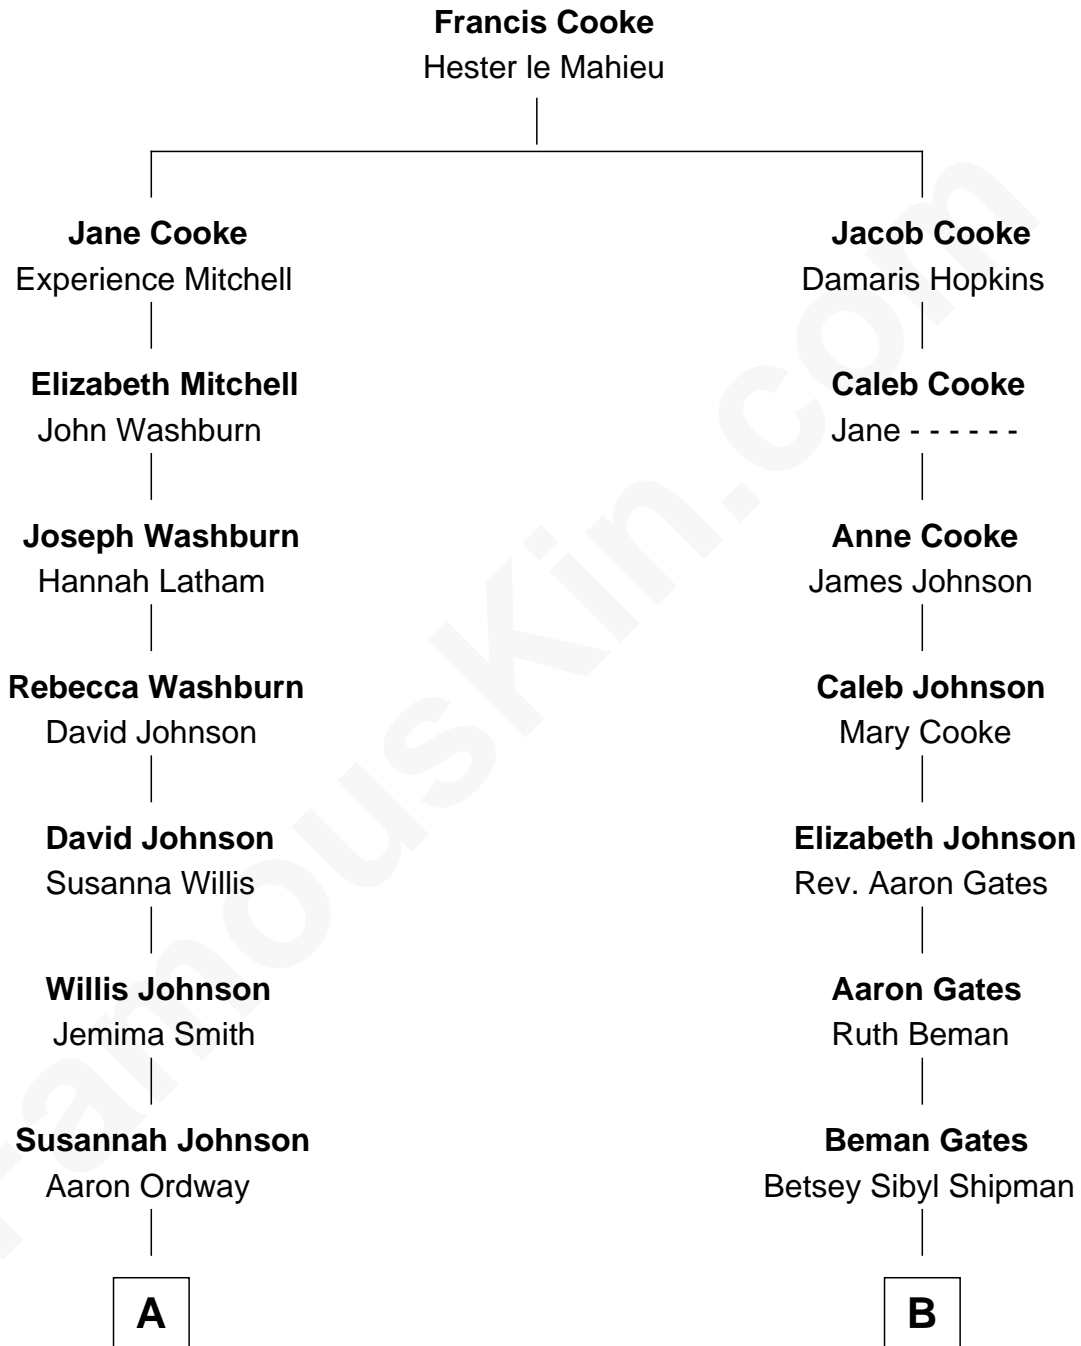 Francis Cooke
Hester le Mahieu
Jane Cooke
Experience Mitchell
Jacob Cooke
Damaris Hopkins
Elizabeth Mitchell
John Washburn
Caleb Cooke
Jane - - - - - -
Joseph Washburn
Hannah Latham
Anne Cooke
James Johnson
Rebecca Washburn
David Johnson
Caleb Johnson
Mary Cooke
David Johnson
Susanna Willis
Elizabeth Johnson
Rev. Aaron Gates
Willis Johnson
Jemima Smith
Aaron Gates
Ruth Beman
Susannah Johnson
Aaron Ordway
Beman Gates
Betsey Sibyl Shipman
A
B
FamousKin.com